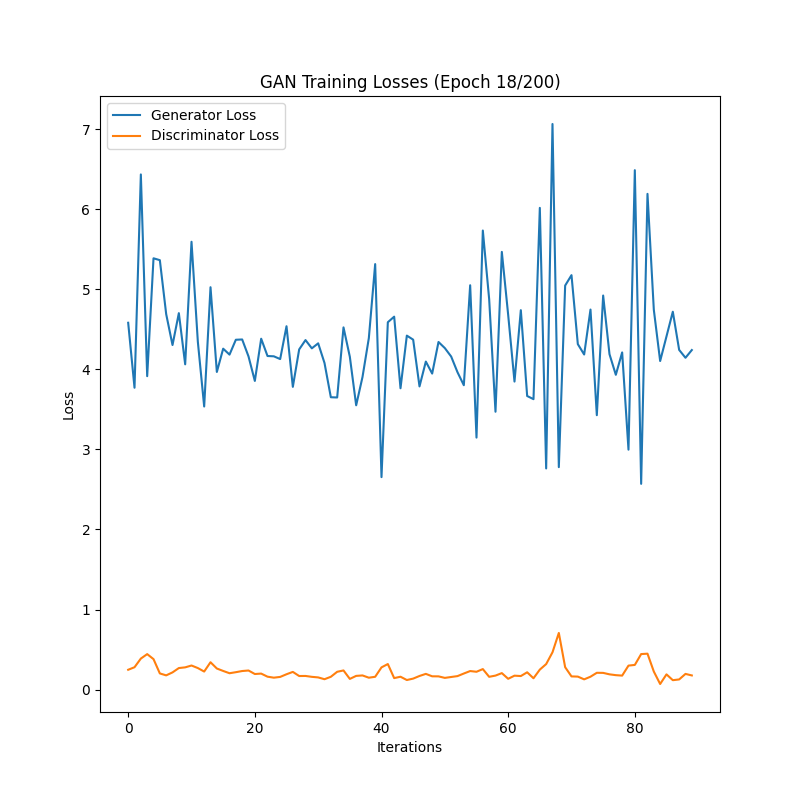 GAN Training Losses (Epoch 18/200)
Generator Loss
Discriminator Loss
7
6
5
4
3
2
1
0
Loss
0 20 40 60 80
Iterations